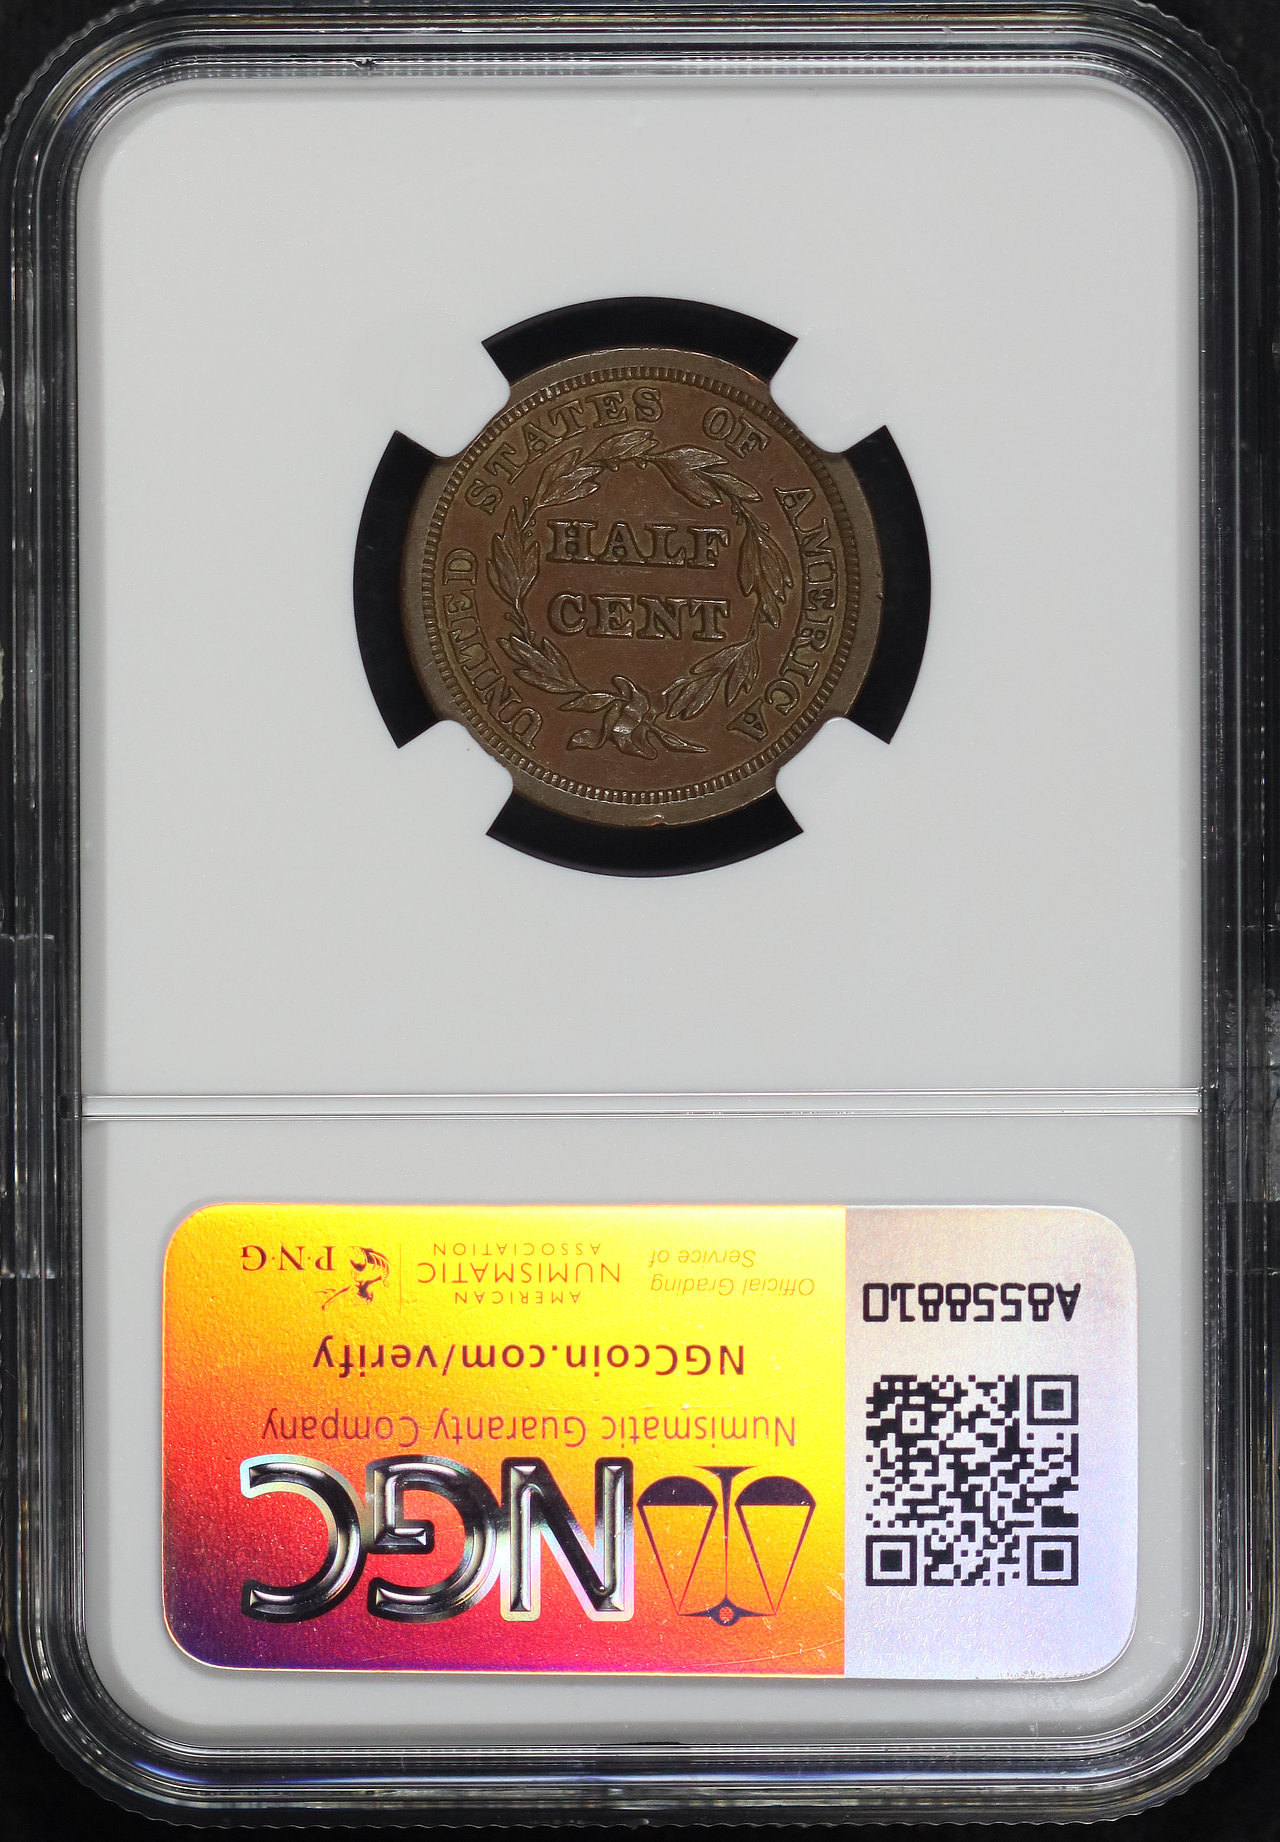 UNITED STATES OF AMERICA
HALF
CENT
NGC
Numismatic Guaranty Company
NGCcoin.com/verify
Official Grading
Service of
AMERICAN
NUMISMATIC
ASSOCIATION
P·N·G
A8558810